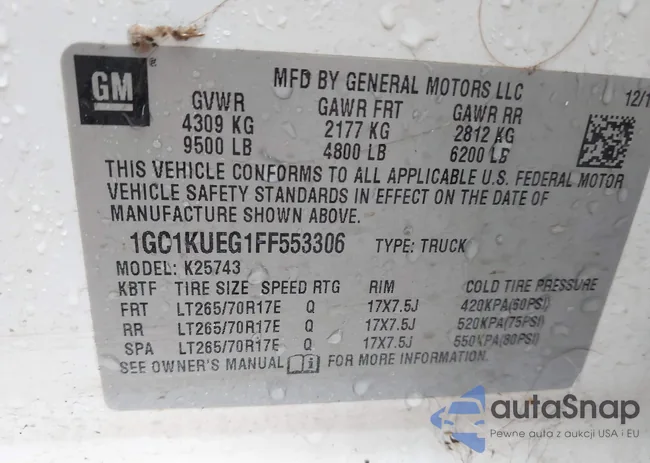 GM ®
MFD BY GENERAL MOTORS LLC
12/1
GVWR GAWR FRT GAWR RR
4309 KG 2177 KG 2812 KG
9500 LB 4800 LB 6200 LB
THIS VEHICLE CONFORMS TO ALL APPLICABLE U.S. FEDERAL MOTOR
VEHICLE SAFETY STANDARDS IN EFFECT ON THE DATE OF
MANUFACTURE SHOWN ABOVE.
1GC1KUEG1FF553306 TYPE: TRUCK
MODEL: K25743
KBTF TIRE SIZE SPEED RTG RIM COLD TIRE PRESSURE
FRT LT265/70R17E Q 17X7.5J 420KPA(60PSI)
RR LT265/70R17E Q 17X7.5J 520KPA(75PSI)
SPA LT265/70R17E Q 17X7.5J 550KPA(80PSI)
SEE OWNER'S MANUAL FOR MORE INFORMATION.
autaSnap
Pewne auta z aukcji USA i EU